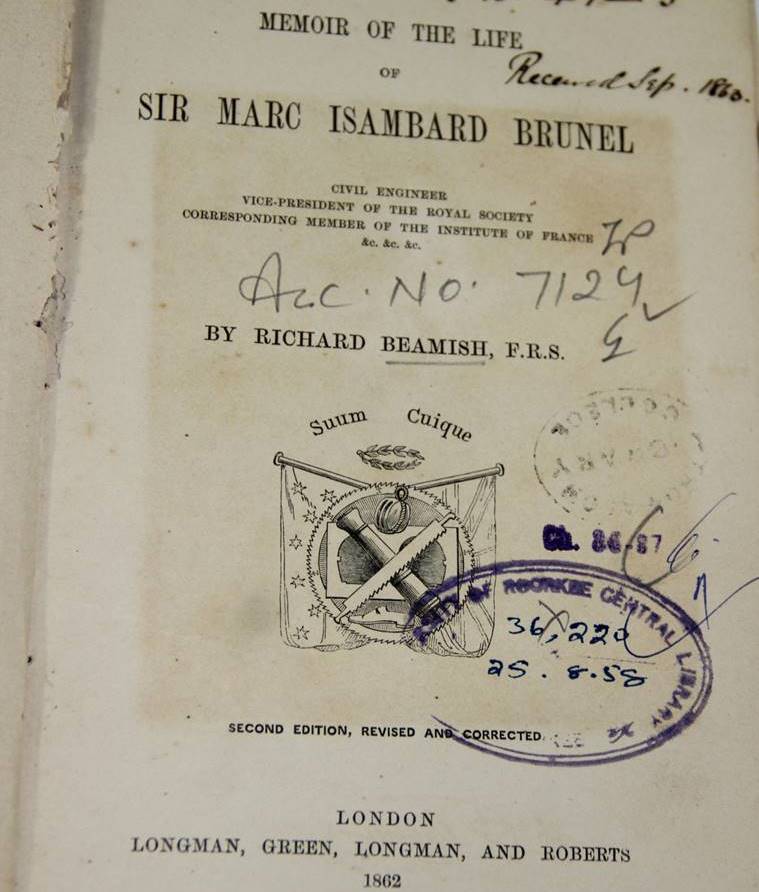 MEMOIR OF THE LIFE
OF
Received Sep.
SIR MARC ISAMBARD BRUNEL
CIVIL ENGINEER
VICE-PRESIDENT OF THE ROYAL SOCIETY
CORRESPONDING MEMBER OF THE INSTITUTE OF FRANCE
&c. &c. &c.
Acc. No. 7124
BY RICHARD BEAMISH, F.R.S.
Suum Cuique
Ch. 86-87
OF ROORKEE CENTRAL LIBRARY
36,220
25.8.58
SECOND EDITION, REVISED AND CORRECTED
LONDON
LONGMAN, GREEN, LONGMAN, AND ROBERTS
1862